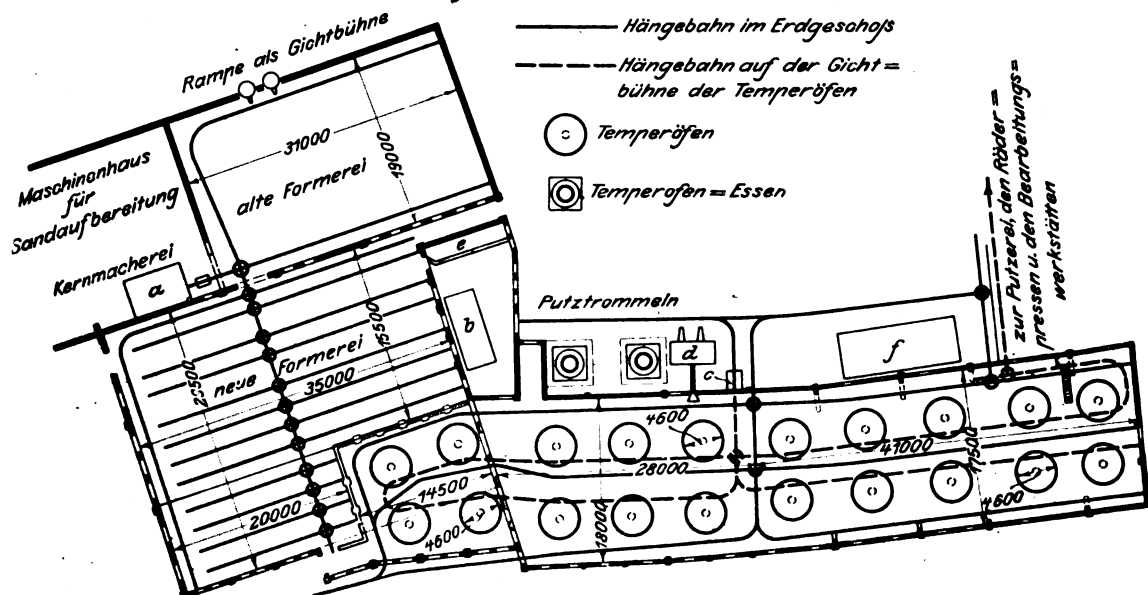 Hängebahn im Erdgeschoſs
Hängebahn auf der Gicht=
bühne der Temperöfen
Temperöfen
Temperofen=Essen
Rampe als Gichtbühne
31000
19000
alte Formerei
Maschinenhaus
für
Sandaufbereitung
Kernmacherei
a
e
b
Putztrommeln
d
c
f
zur Putzerei, den Räder=
pressen u. den Bearbeitungs=
werkstätten
neue Formerei
35000
15500
25500
20000
14500
4600
4600
28000
18000
41000
17500
4600